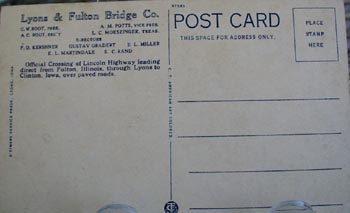 Lyons & Fulton Bridge Co.
C. W. ROOT, PRES.
A. M. POTTS, VICE PRES.
A. C. ROOT, SEC'Y
L. C. MOESZINGER, TREAS.
DIRECTORS
F. D. KERSHNER GUSTAV GRADERT E. L. MILLER
E. L. MARTINDALE E. C. RAND
Official Crossing of Lincoln Highway leading
direct from Fulton, Illinois, through Lyons to
Clinton, Iowa, over paved roads.
POST CARD
THIS SPACE FOR ADDRESS ONLY.
PLACE
STAMP
HERE